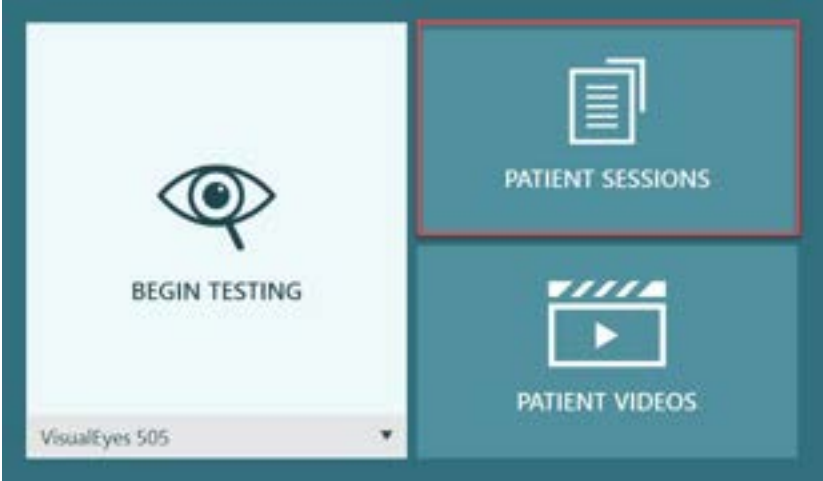 BEGIN TESTING
VisualEyes 505
PATIENT SESSIONS
PATIENT VIDEOS